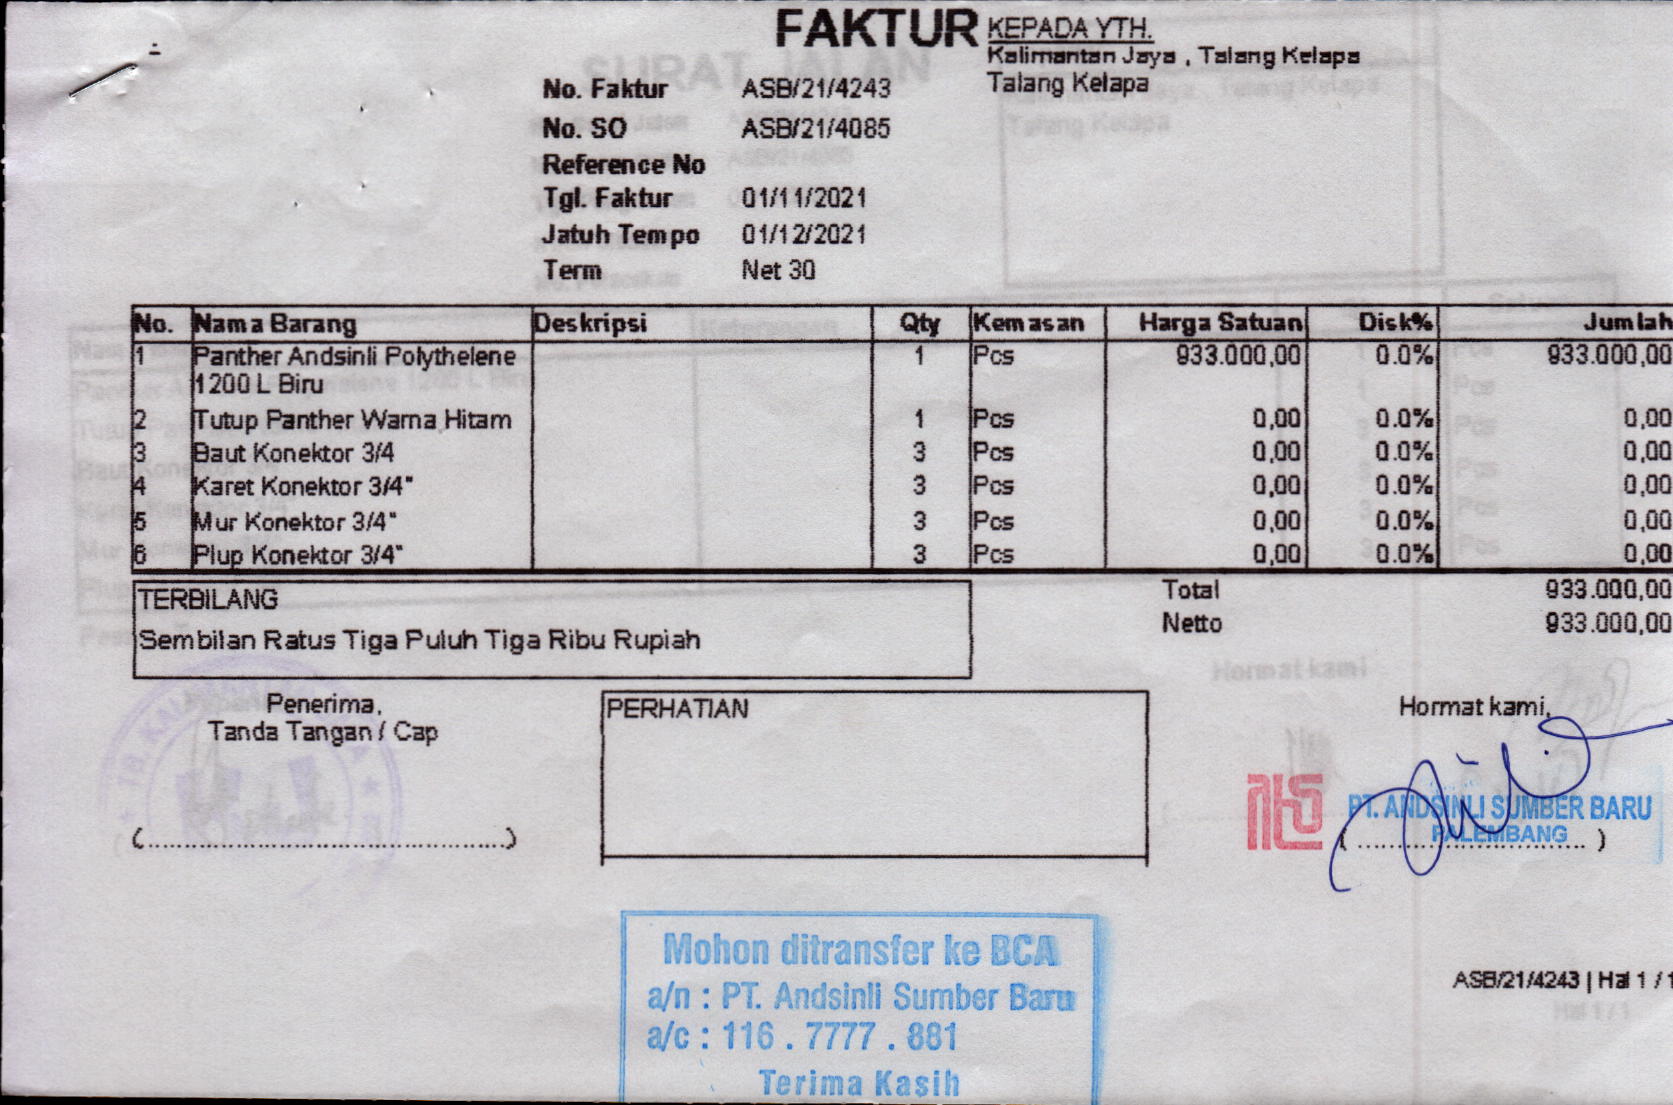 FAKTUR
KEPADA YTH.
Kalimantan Jaya , Talang Kelapa
Talang Kelapa
No. Faktur ASB/21/4243
No. SO ASB/21/4085
Reference No
Tgl. Faktur 01/11/2021
Jatuh Tempo 01/12/2021
Term Net 30
No. Nama Barang Deskripsi Qty Kemasan Harga Satuan Disk% Jumlah
1 Panther Andsinli Polythelene 1 Pcs 933.000,00 0.0% 933.000,00
1200 L Biru
2 Tutup Panther Warna Hitam 1 Pcs 0,00 0.0% 0,00
3 Baut Konektor 3/4 3 Pcs 0,00 0.0% 0,00
4 Karet Konektor 3/4" 3 Pcs 0,00 0.0% 0,00
5 Mur Konektor 3/4" 3 Pcs 0,00 0.0% 0,00
6 Plup Konektor 3/4" 3 Pcs 0,00 0.0% 0,00
TERBILANG
Sembilan Ratus Tiga Puluh Tiga Ribu Rupiah
Total 933.000,00
Netto 933.000,00
Penerima,
Tanda Tangan / Cap
(................................................)
PERHATIAN
Hormat kami,
PT. ANDSINLI SUMBER BARU
PALEMBANG
(..............................)
Mohon ditransfer ke BCA
a/n : PT. Andsinli Sumber Baru
a/c : 116 . 7777 . 881
Terima Kasih
ASB/21/4243 | Hal 1 / 1